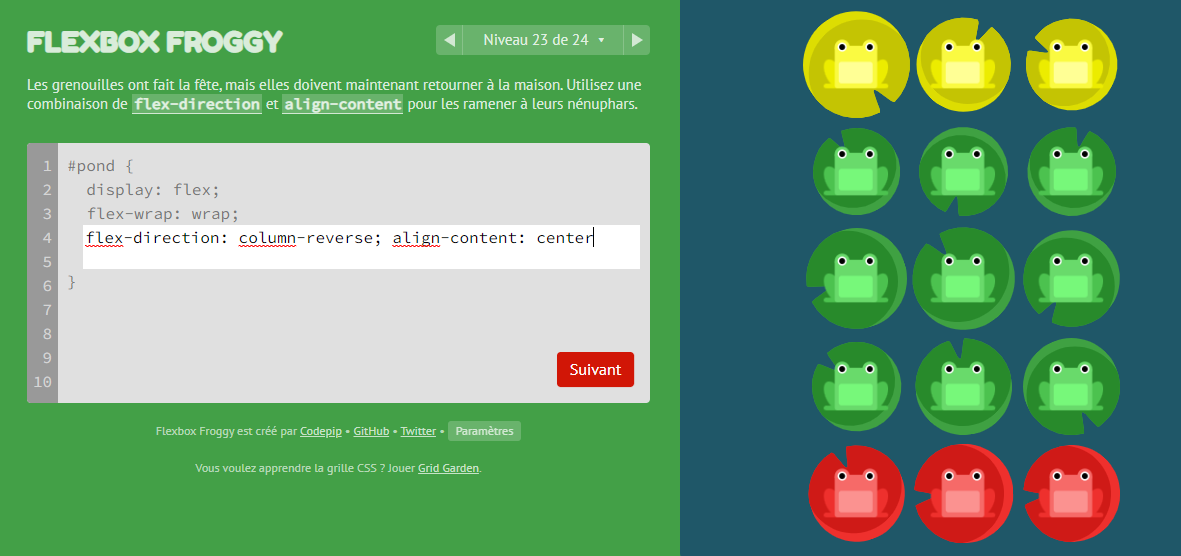 FLEXBOX FROGGY
Niveau 23 de 24
Les grenouilles ont fait la fête, mais elles doivent maintenant retourner à la maison. Utilisez une
combinaison de flex-direction et align-content pour les ramener à leurs nénuphars.
1 #pond {
2 display: flex;
3 flex-wrap: wrap;
4 flex-direction: column-reverse; align-content: center
5
6 }
7
8
9
10
Suivant
Flexbox Froggy est créé par Codepip • GitHub • Twitter • Paramètres
Vous voulez apprendre la grille CSS ? Jouer Grid Garden.